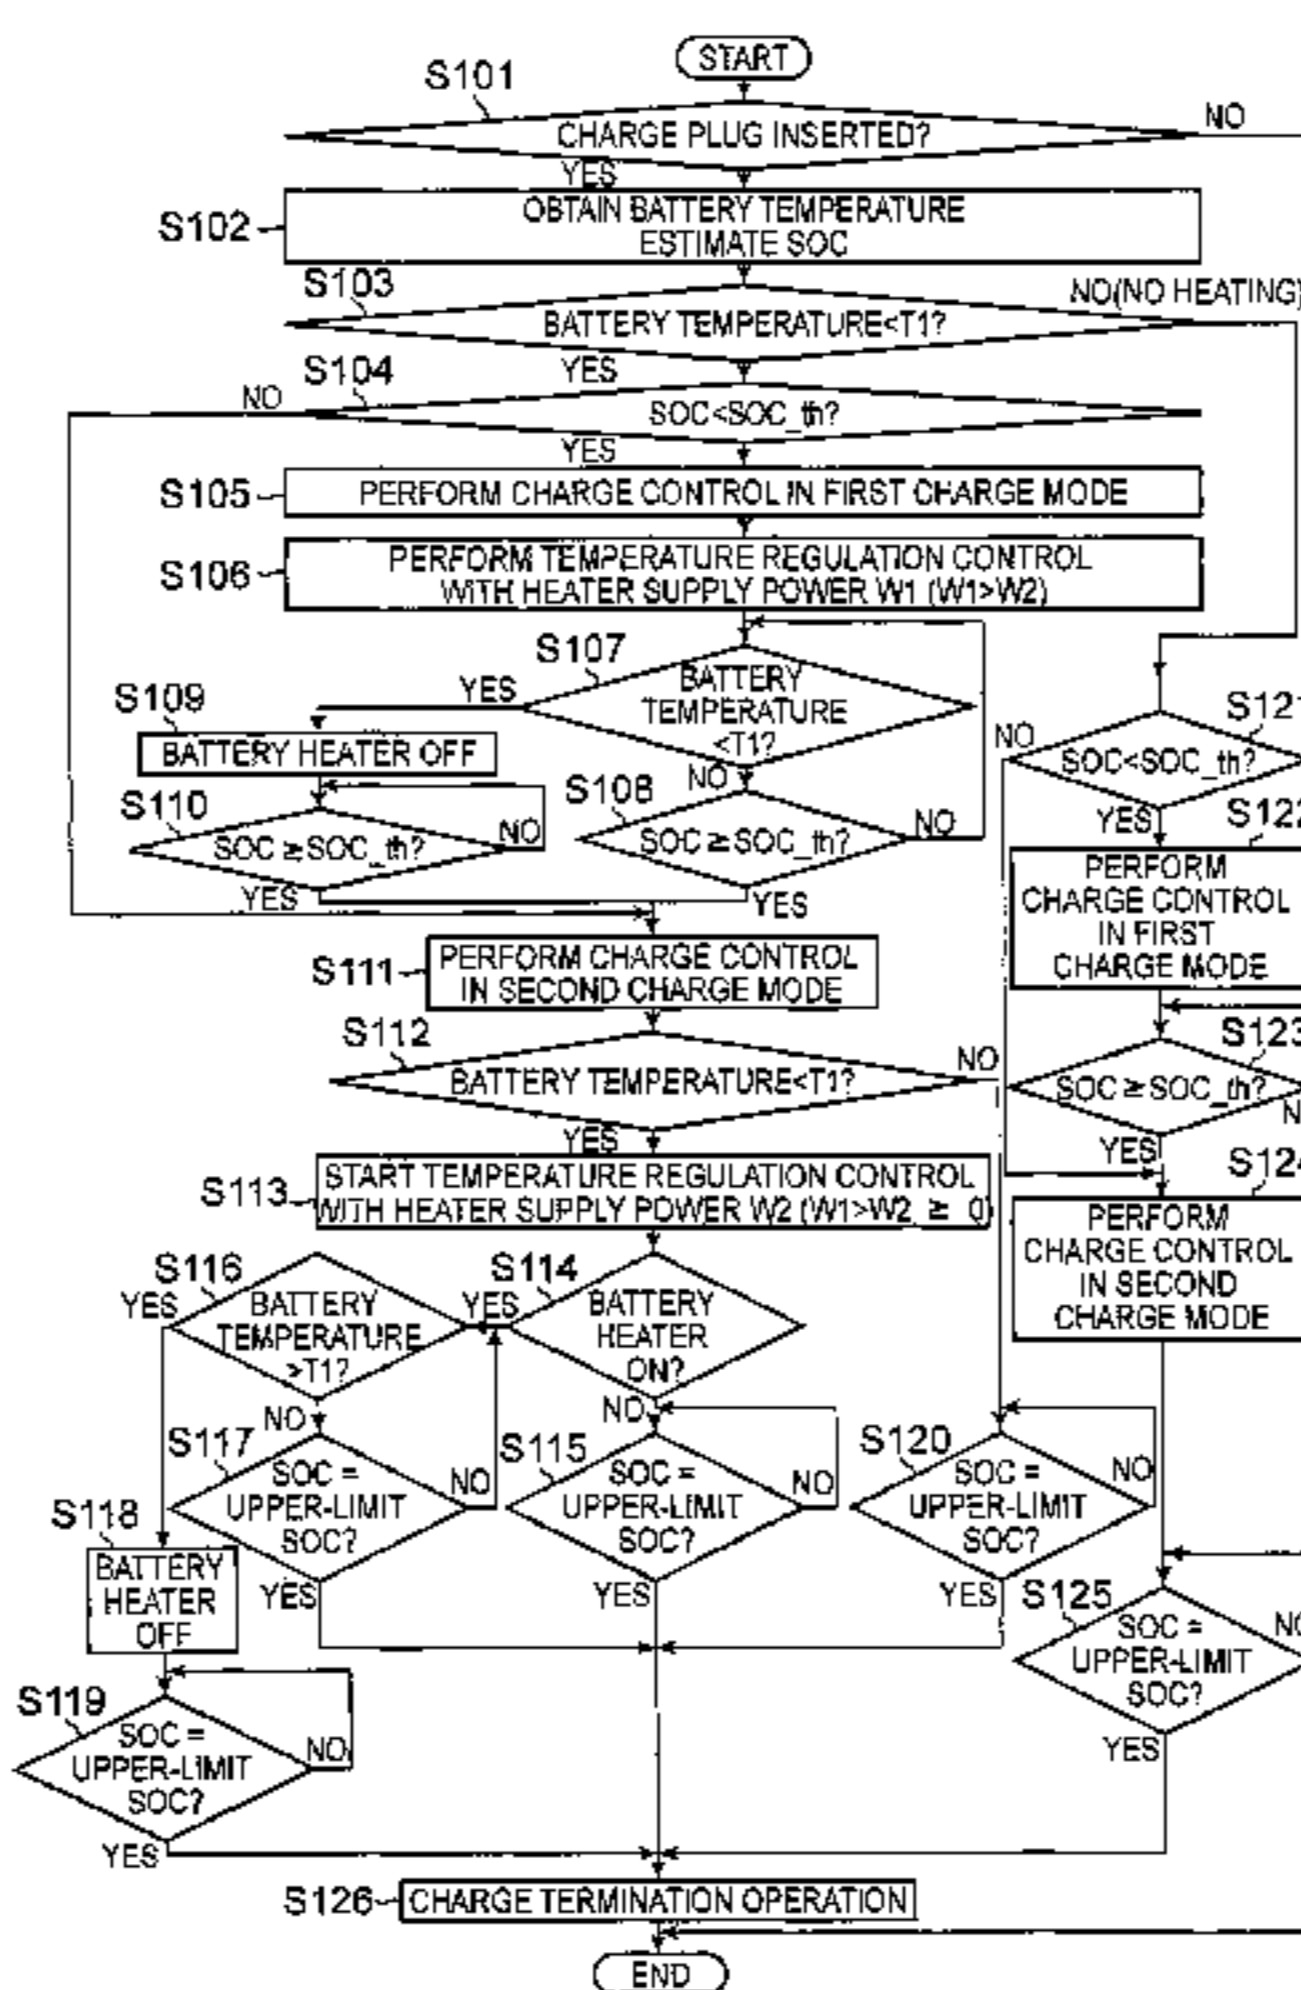 START
S101
CHARGE PLUG INSERTED?
NO
YES
S102
OBTAIN BATTERY TEMPERATURE
ESTIMATE SOC
S103
BATTERY TEMPERATURE<T1?
NO(NO HEATING)
YES
S104
NO
SOC<SOC_th?
YES
S105
PERFORM CHARGE CONTROL IN FIRST CHARGE MODE
S106
PERFORM TEMPERATURE REGULATION CONTROL
WITH HEATER SUPPLY POWER W1 (W1>W2)
S107
BATTERY
TEMPERATURE
<T1?
YES
NO
S109
BATTERY HEATER OFF
S110
SOC≥SOC_th?
NO
YES
S108
SOC≥SOC_th?
NO
YES
S111
PERFORM CHARGE CONTROL
IN SECOND CHARGE MODE
S112
BATTERY TEMPERATURE<T1?
NO
YES
S113
START TEMPERATURE REGULATION CONTROL
WITH HEATER SUPPLY POWER W2 (W1>W2 ≥ 0)
S116
YES
BATTERY
TEMPERATURE
>T1?
NO
S114
YES
BATTERY
HEATER
ON?
NO
S117
SOC =
UPPER-LIMIT
SOC?
NO
YES
S115
SOC =
UPPER-LIMIT
SOC?
NO
YES
S120
SOC =
UPPER-LIMIT
SOC?
NO
YES
S118
BATTERY
HEATER
OFF
S119
SOC =
UPPER-LIMIT
SOC?
NO
YES
S121
NO
SOC<SOC_th?
YES
S122
PERFORM
CHARGE CONTROL
IN FIRST
CHARGE MODE
S123
SOC≥SOC_th?
N
YES
S124
PERFORM
CHARGE CONTROL
IN SECOND
CHARGE MODE
S125
SOC =
UPPER-LIMIT
SOC?
NO
YES
S126
CHARGE TERMINATION OPERATION
END